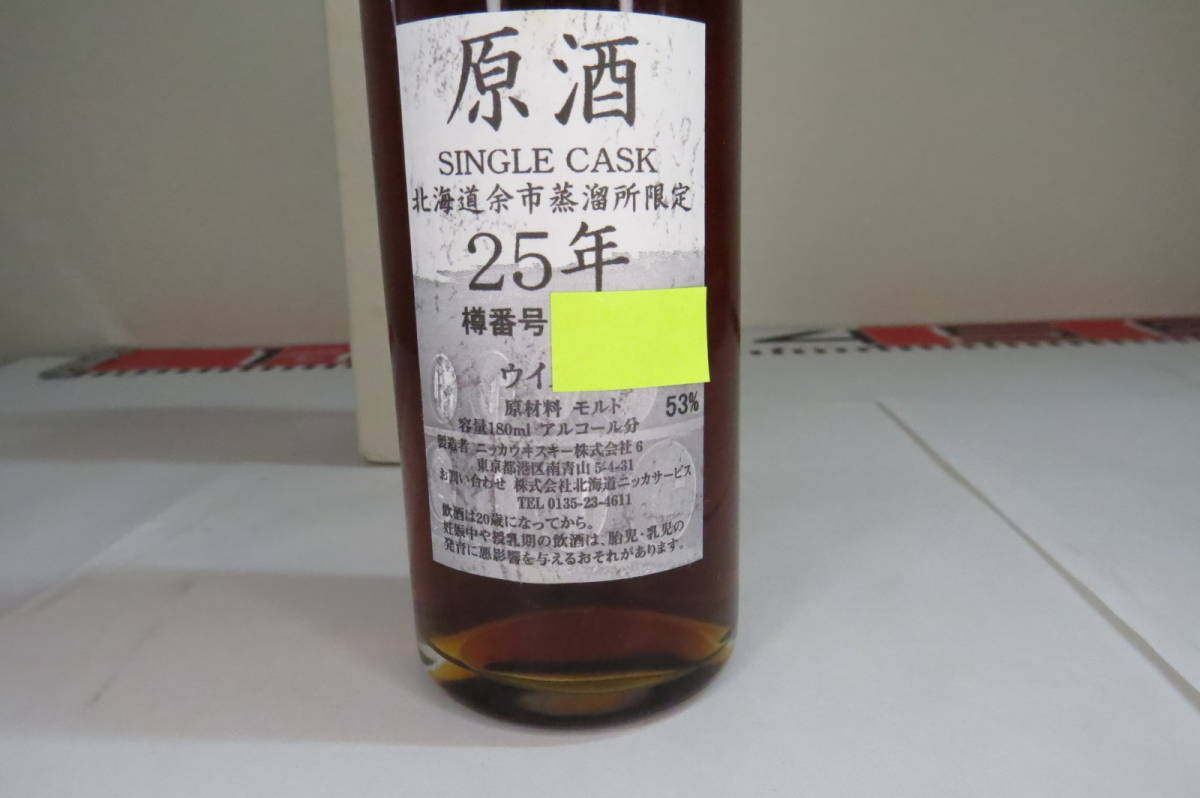 原酒
SINGLE CASK
北海道余市蒸溜所限定
25年
樽番号
ウイ
原材料 モルト
容量180ml アルコール分 53%
製造者 ニッカウヰスキー株式会社6
東京都港区南青山5-4-31
お問い合わせ 株式会社北海道ニッカサービス
TEL 0135-23-4611
飲酒は20歳になってから。
妊娠中や授乳期の飲酒は、胎児・乳児の
発育に悪影響を与えるおそれがあります。